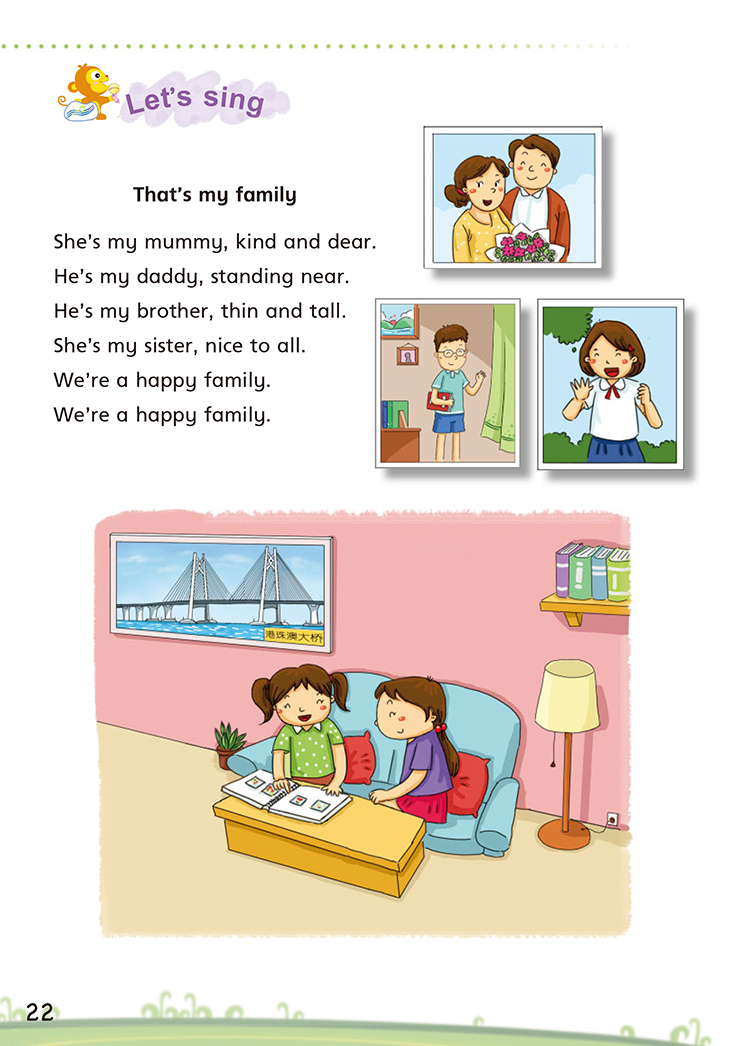 Let's sing
That's my family
She's my mummy, kind and dear.
He's my daddy, standing near.
He's my brother, thin and tall.
She's my sister, nice to all.
We're a happy family.
We're a happy family.
港珠澳大桥
22